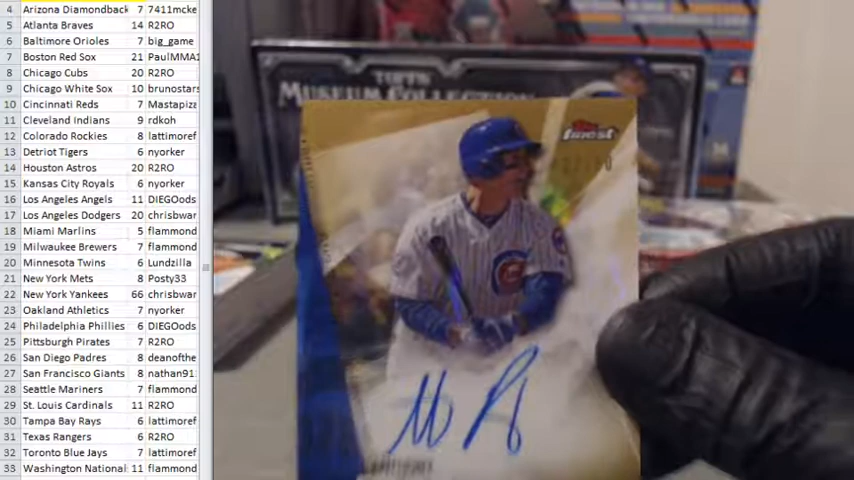 4 Arizona Diamondback 7 7411mcke
5 Atlanta Braves 14 R2RO
6 Baltimore Orioles 7 big_game
7 Boston Red Sox 21 PaulMMA1
8 Chicago Cubs 20 R2RO
9 Chicago White Sox 10 brunostars
10 Cincinnati Reds 7 Mastapiza
11 Cleveland Indians 9 rdkoh
12 Colorado Rockies 8 lattimoref
13 Detriot Tigers 6 nyorker
14 Houston Astros 20 R2RO
15 Kansas City Royals 6 nyorker
16 Los Angeles Angels 11 DIEGOods
17 Los Angeles Dodgers 20 chrisbwar
18 Miami Marlins 5 flammond
19 Milwaukee Brewers 7 flammond
20 Minnesota Twins 6 Lundzilla
21 New York Mets 8 Posty33
22 New York Yankees 66 chrisbwar
23 Oakland Athletics 7 nyorker
24 Philadelphia Phillies 6 DIEGOods
25 Pittsburgh Pirates 7 R2RO
26 San Diego Padres 8 deanofthe
27 San Francisco Giants 8 nathan91
28 Seattle Mariners 7 flammond
29 St. Louis Cardinals 11 R2RO
30 Tampa Bay Rays 6 lattimoref
31 Texas Rangers 6 R2RO
32 Toronto Blue Jays 7 lattimoref
33 Washington National 11 flammond
TOPPS
MUSEUM COLLECTION
Topps
finest